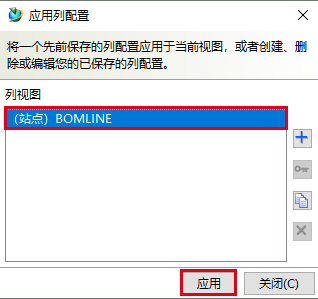 应用列配置
将一个先前保存的列配置应用于当前视图，或者创建、删
除或编辑您的已保存的列配置。
列视图
（站点）BOMLINE
应用
关闭(C)